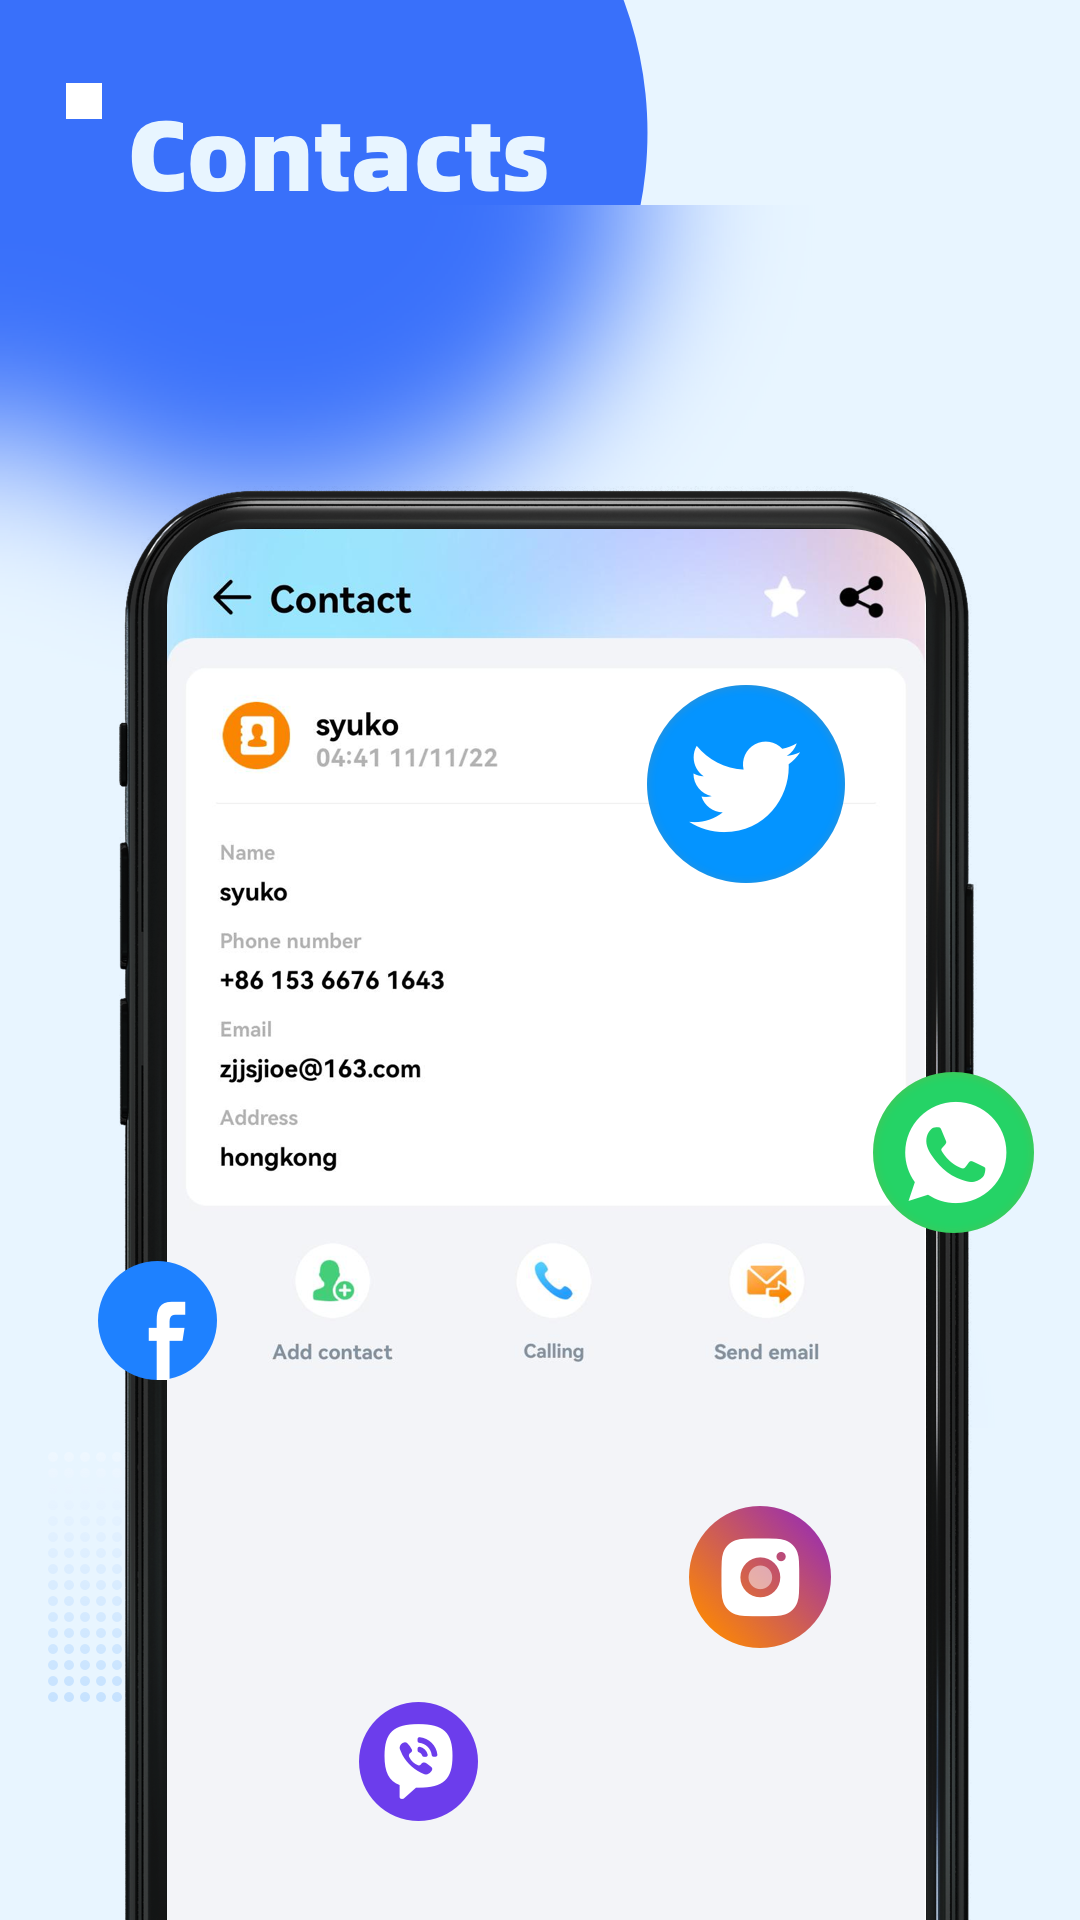 Contacts
Contact
syuko
04:41 11/11/22
Name
syuko
Phone number
+86 153 6676 1643
Email
zjjsjioe@163.com
Address
hongkong
Add contact
Calling
Send email